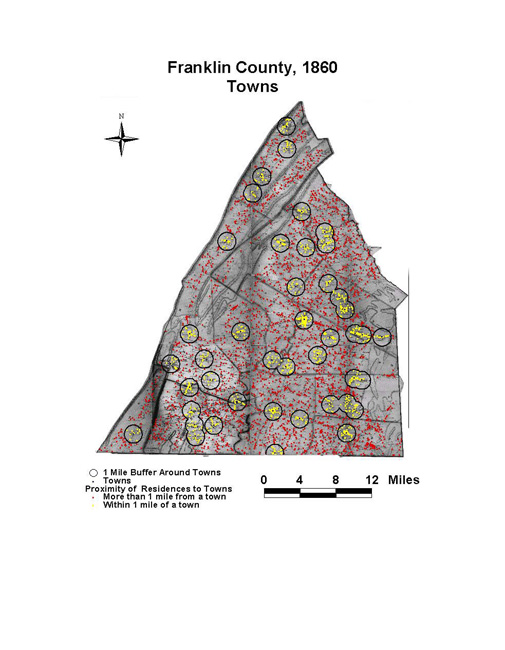 Franklin County, 1860
Towns
N
1 Mile Buffer Around Towns
Towns
Proximity of Residences to Towns
More than 1 mile from a town
Within 1 mile of a town
0 4 8 12 Miles